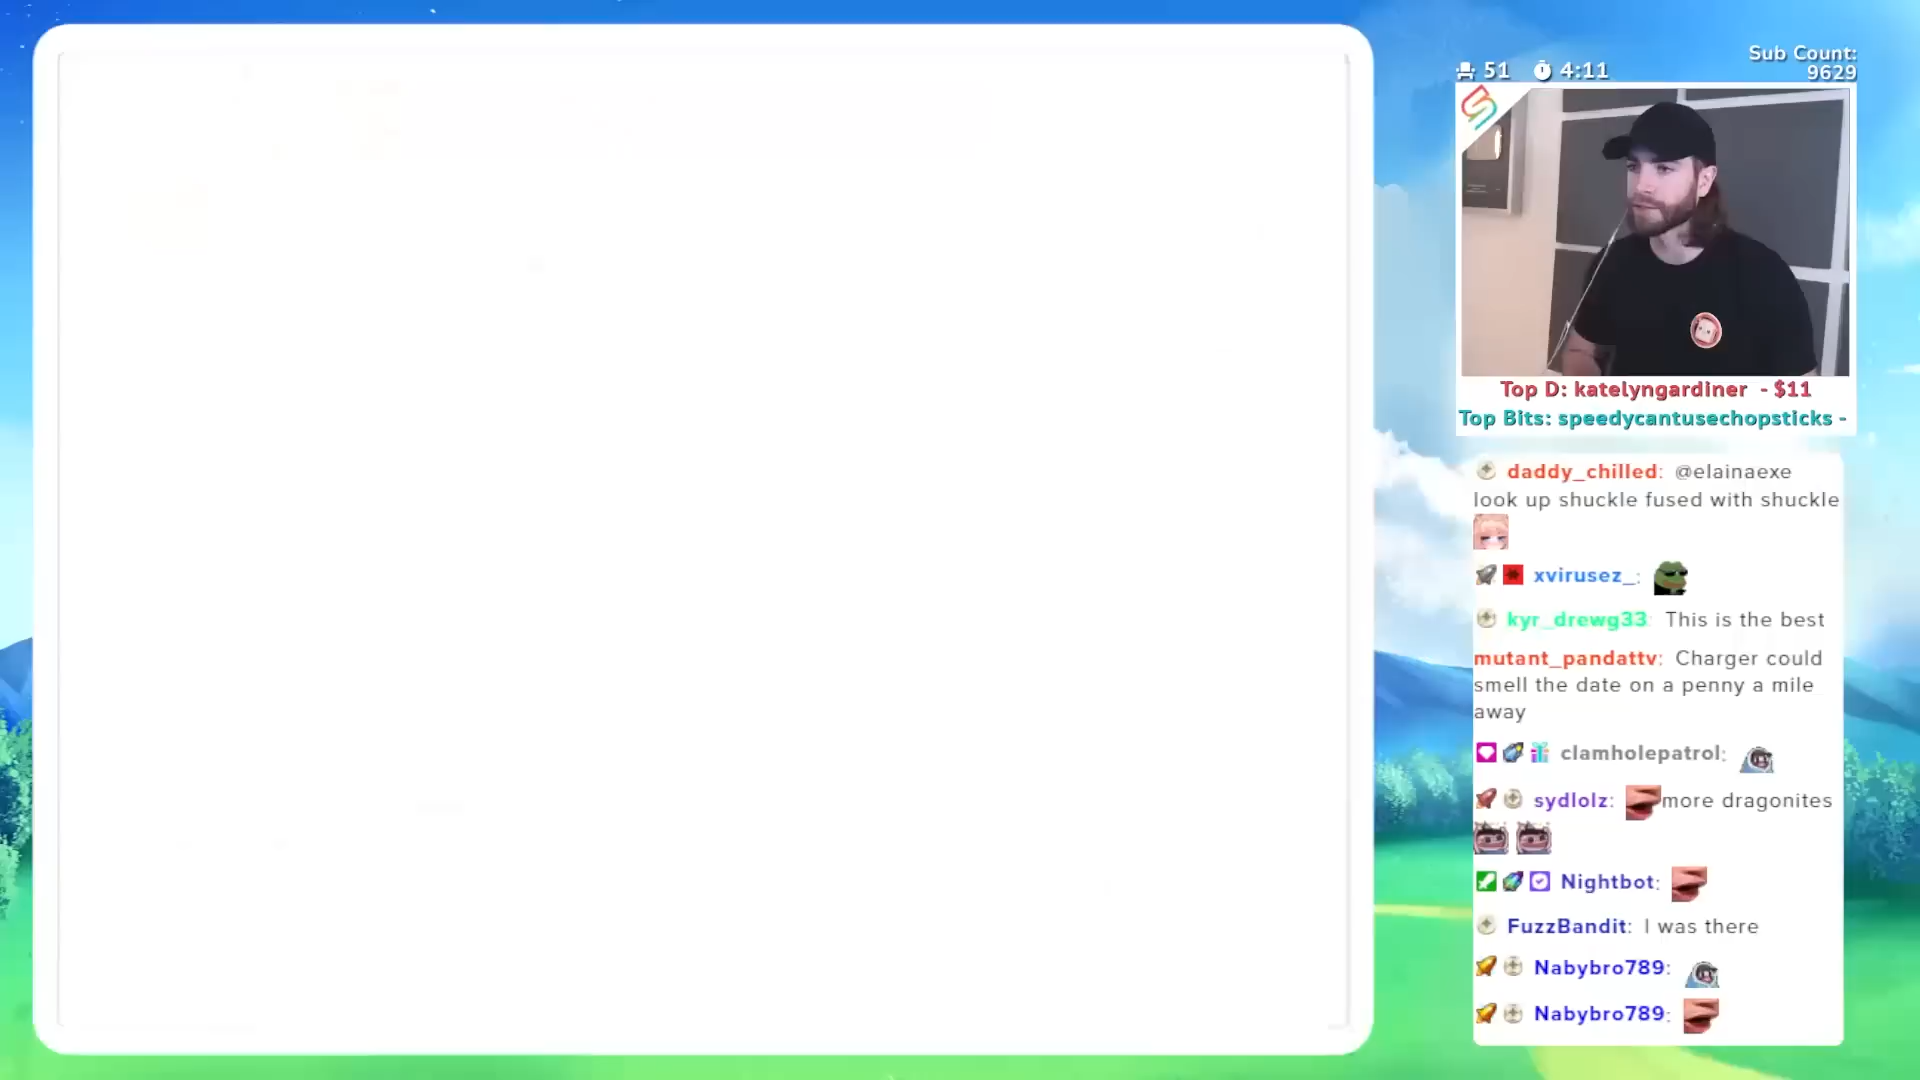 51 4:11
Sub Count:
9629
Top D: katelyngardiner - $11
Top Bits: speedycantusechopsticks -
daddy_chilled: @elainaexe
look up shuckle fused with shuckle
xvirusez_:
kyr_drewg33: This is the best
mutant_pandattv: Charger could
smell the date on a penny a mile
away
clamholepatrol:
sydlolz: more dragonites
Nightbot:
FuzzBandit: I was there
Nabybro789:
Nabybro789: